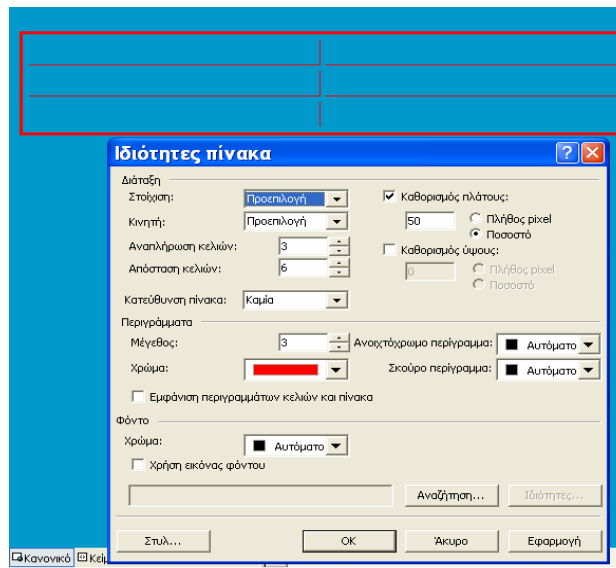 Ιδιότητες πίνακα
Διάταξη
Στοίχιση: Προεπιλογή Καθορισμός πλάτους:
Κινητή: Προεπιλογή 50 Πλήθος pixel
Ποσοστό
Αναπλήρωση κελιών: 3 Καθορισμός ύψους:
Απόσταση κελιών: 6 0 Πλήθος pixel
Ποσοστό
Κατεύθυνση πίνακα: Καμία
Περιγράμματα
Μέγεθος: 3 Ανοιχτόχρωμο περίγραμμα: Αυτόματο
Χρώμα: Σκούρο περίγραμμα: Αυτόματο
Εμφάνιση περιγραμμάτων κελιών και πίνακα
Φόντο
Χρώμα: Αυτόματο
Χρήση εικόνας φόντου
Αναζήτηση... Ιδιότητες...
Στυλ... OK Άκυρο Εφαρμογή
Κανονικό Κείμ